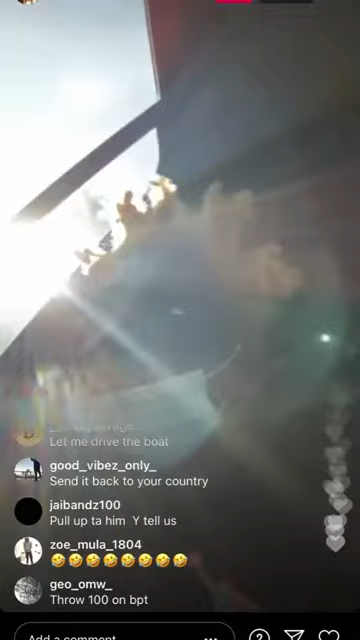 Let me drive the boat
good_vibez_only_
Send it back to your country
jaibandz100
Pull up ta him Y tell us
zoe_mula_1804
🤣🤣🤣🤣🤣🤣🤣🤣
geo_omw_
Throw 100 on bpt
Add a comment